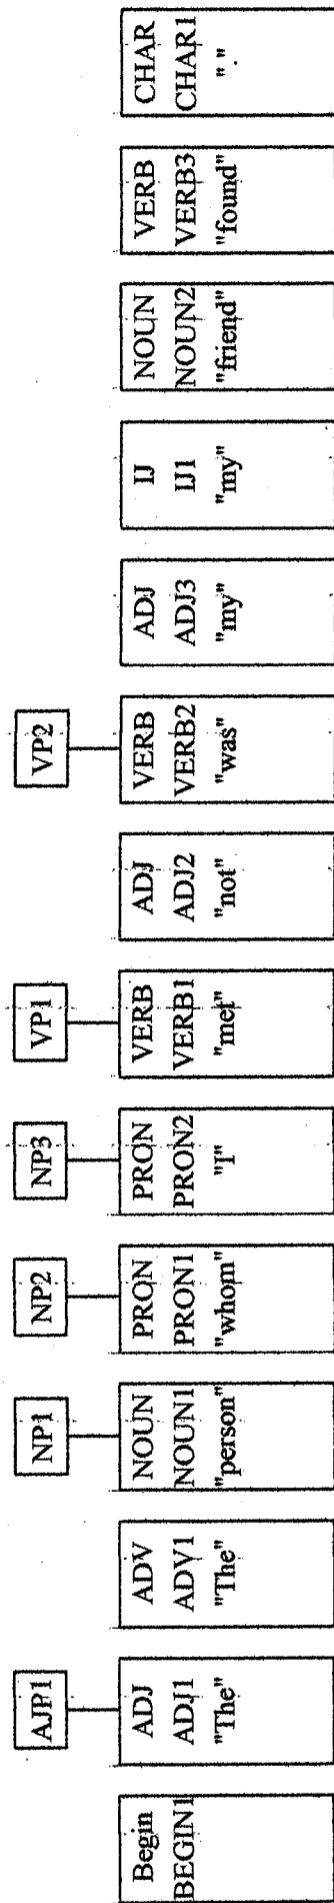 AJP1
NP1
NP2
NP3
VP1
VP2
Begin
BEGIN1
ADJ
ADJ1
"The"
ADV
ADV1
"The"
NOUN
NOUN1
"person"
PRON
PRON1
"whom"
PRON
PRON2
"I"
VERB
VERB1
"met"
ADJ
ADJ2
"not"
VERB
VERB2
"was"
ADJ
ADJ3
"my"
IJ
IJ1
"my"
NOUN
NOUN2
"friend"
VERB
VERB3
"found"
CHAR
CHAR1
"."